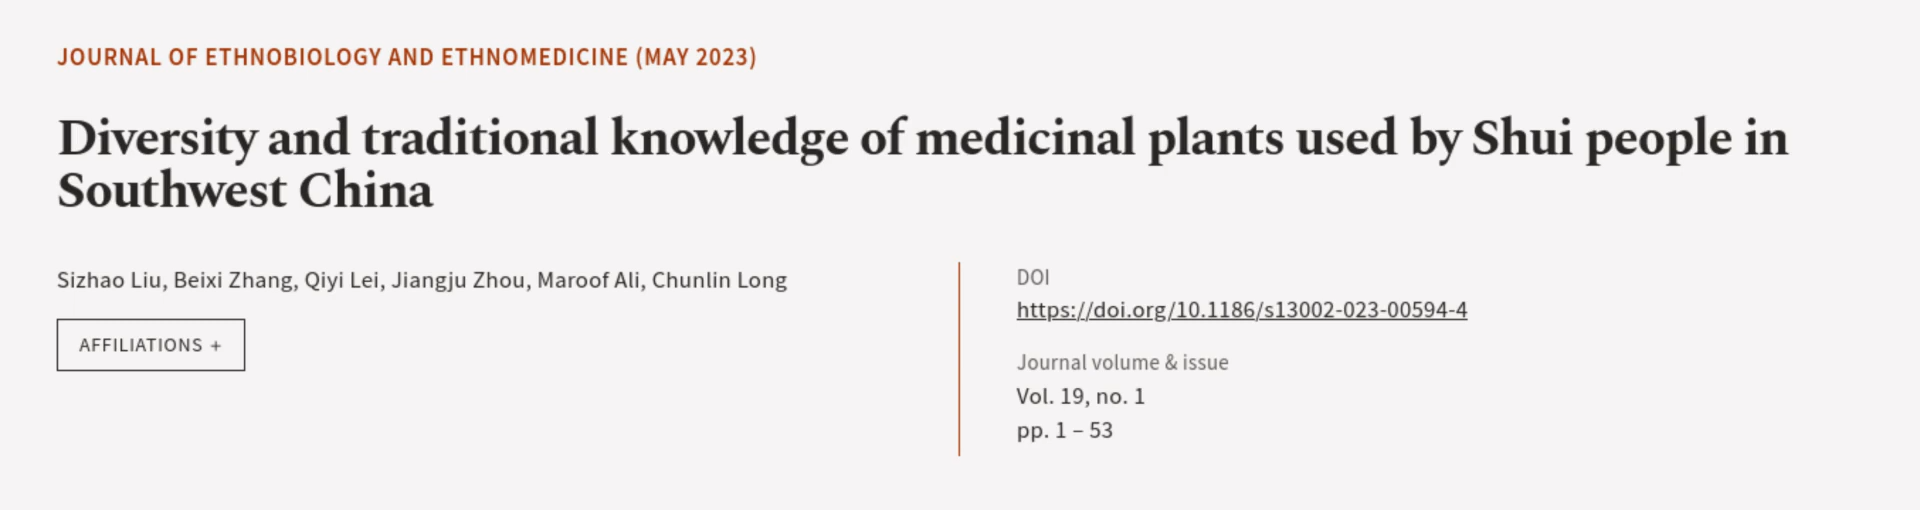 JOURNAL OF ETHNOBIOLOGY AND ETHNOMEDICINE (MAY 2023)
Diversity and traditional knowledge of medicinal plants used by Shui people in
Southwest China
Sizhao Liu, Beixi Zhang, Qiyi Lei, Jiangju Zhou, Maroof Ali, Chunlin Long
AFFILIATIONS +
DOI
https://doi.org/10.1186/s13002-023-00594-4
Journal volume & issue
Vol. 19, no. 1
pp. 1 – 53